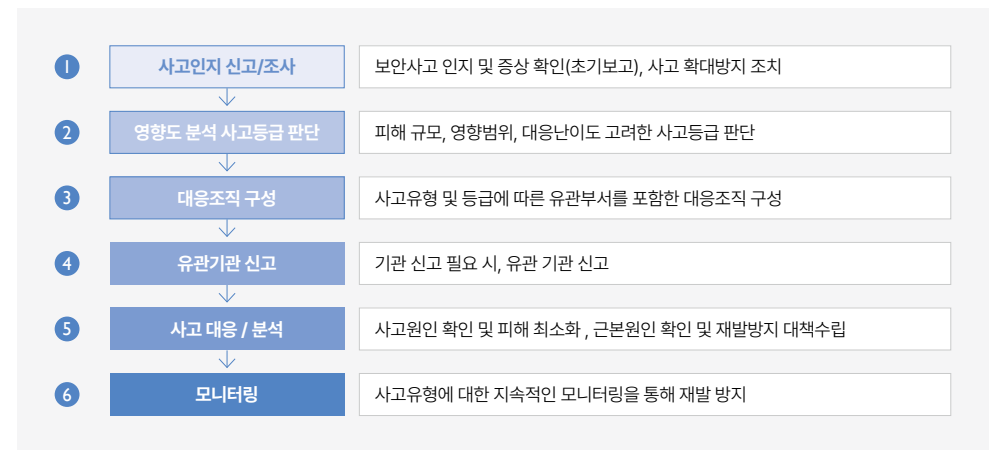 1 사고인지 신고/조사 보안사고 인지 및 증상 확인(초기보고), 사고 확대방지 조치
2 영향도 분석 사고등급 판단 피해 규모, 영향범위, 대응난이도 고려한 사고등급 판단
3 대응조직 구성 사고유형 및 등급에 따른 유관부서를 포함한 대응조직 구성
4 유관기관 신고 기관 신고 필요 시, 유관 기관 신고
5 사고 대응 / 분석 사고원인 확인 및 피해 최소화 , 근본원인 확인 및 재발방지 대책수립
6 모니터링 사고유형에 대한 지속적인 모니터링을 통해 재발 방지